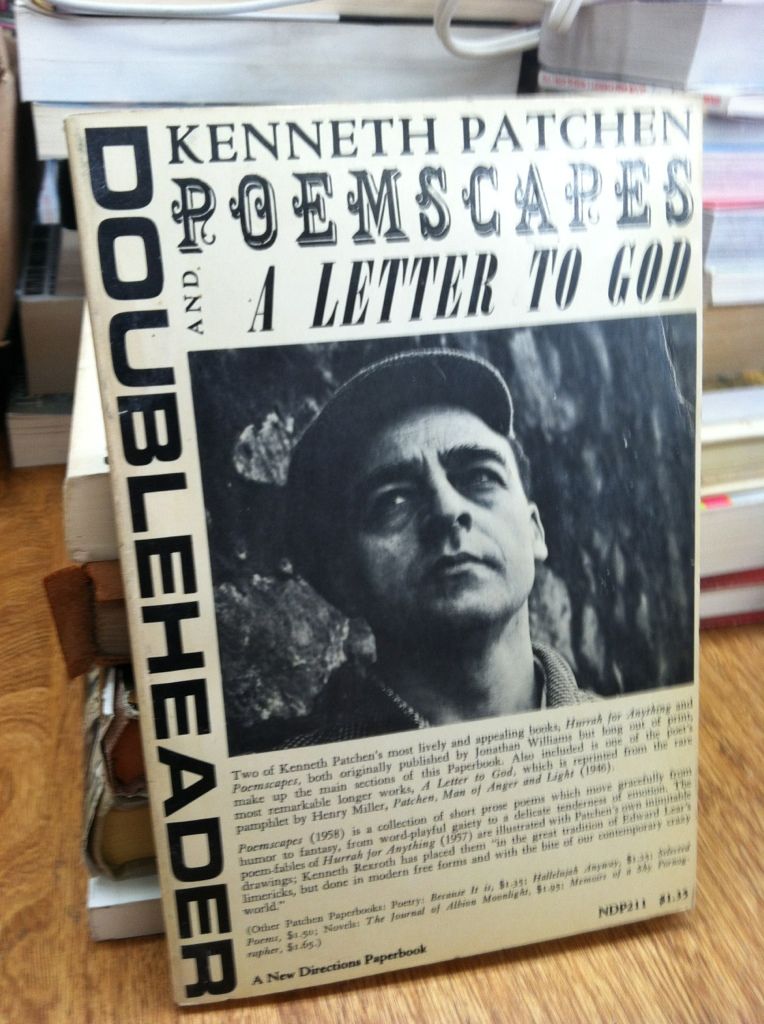 DOUBLEHEADER
KENNETH PATCHEN
POEMSCAPES
AND
A LETTER TO GOD
Two of Kenneth Patchen's most lively and appealing books, Hurrah for Anything and
Poemscapes, both originally published by Jonathan Williams but long out of print,
make up the main sections of this Paperbook. Also included is one of the poet's
most remarkable longer works, A Letter to God, which is reprinted from the rare
pamphlet by Henry Miller, Patchen, Man of Anger and Light (1946).
Poemscapes (1958) is a collection of short prose poems which move gracefully from
humor to fantasy, from word-playful gaiety to a delicate tenderness of emotion. The
poem-fables of Hurrah for Anything (1957) are illustrated with Patchen's own inimitable
drawings; Kenneth Rexroth has placed them "in the great tradition of Edward Lear's
limericks, but done in modern free forms and with the bite of our contemporary crazy
world."
(Other Patchen Paperbooks: Poetry: Because It is, $1.35; Hallelujah Anyway, $1.35; Selected
Poems, $1.50; Novels: The Journal of Albion Moonlight, $1.95; Memoirs of a Shy Pornog-
rapher, $1.65.)
A New Directions Paperbook
NDP211 $1.35